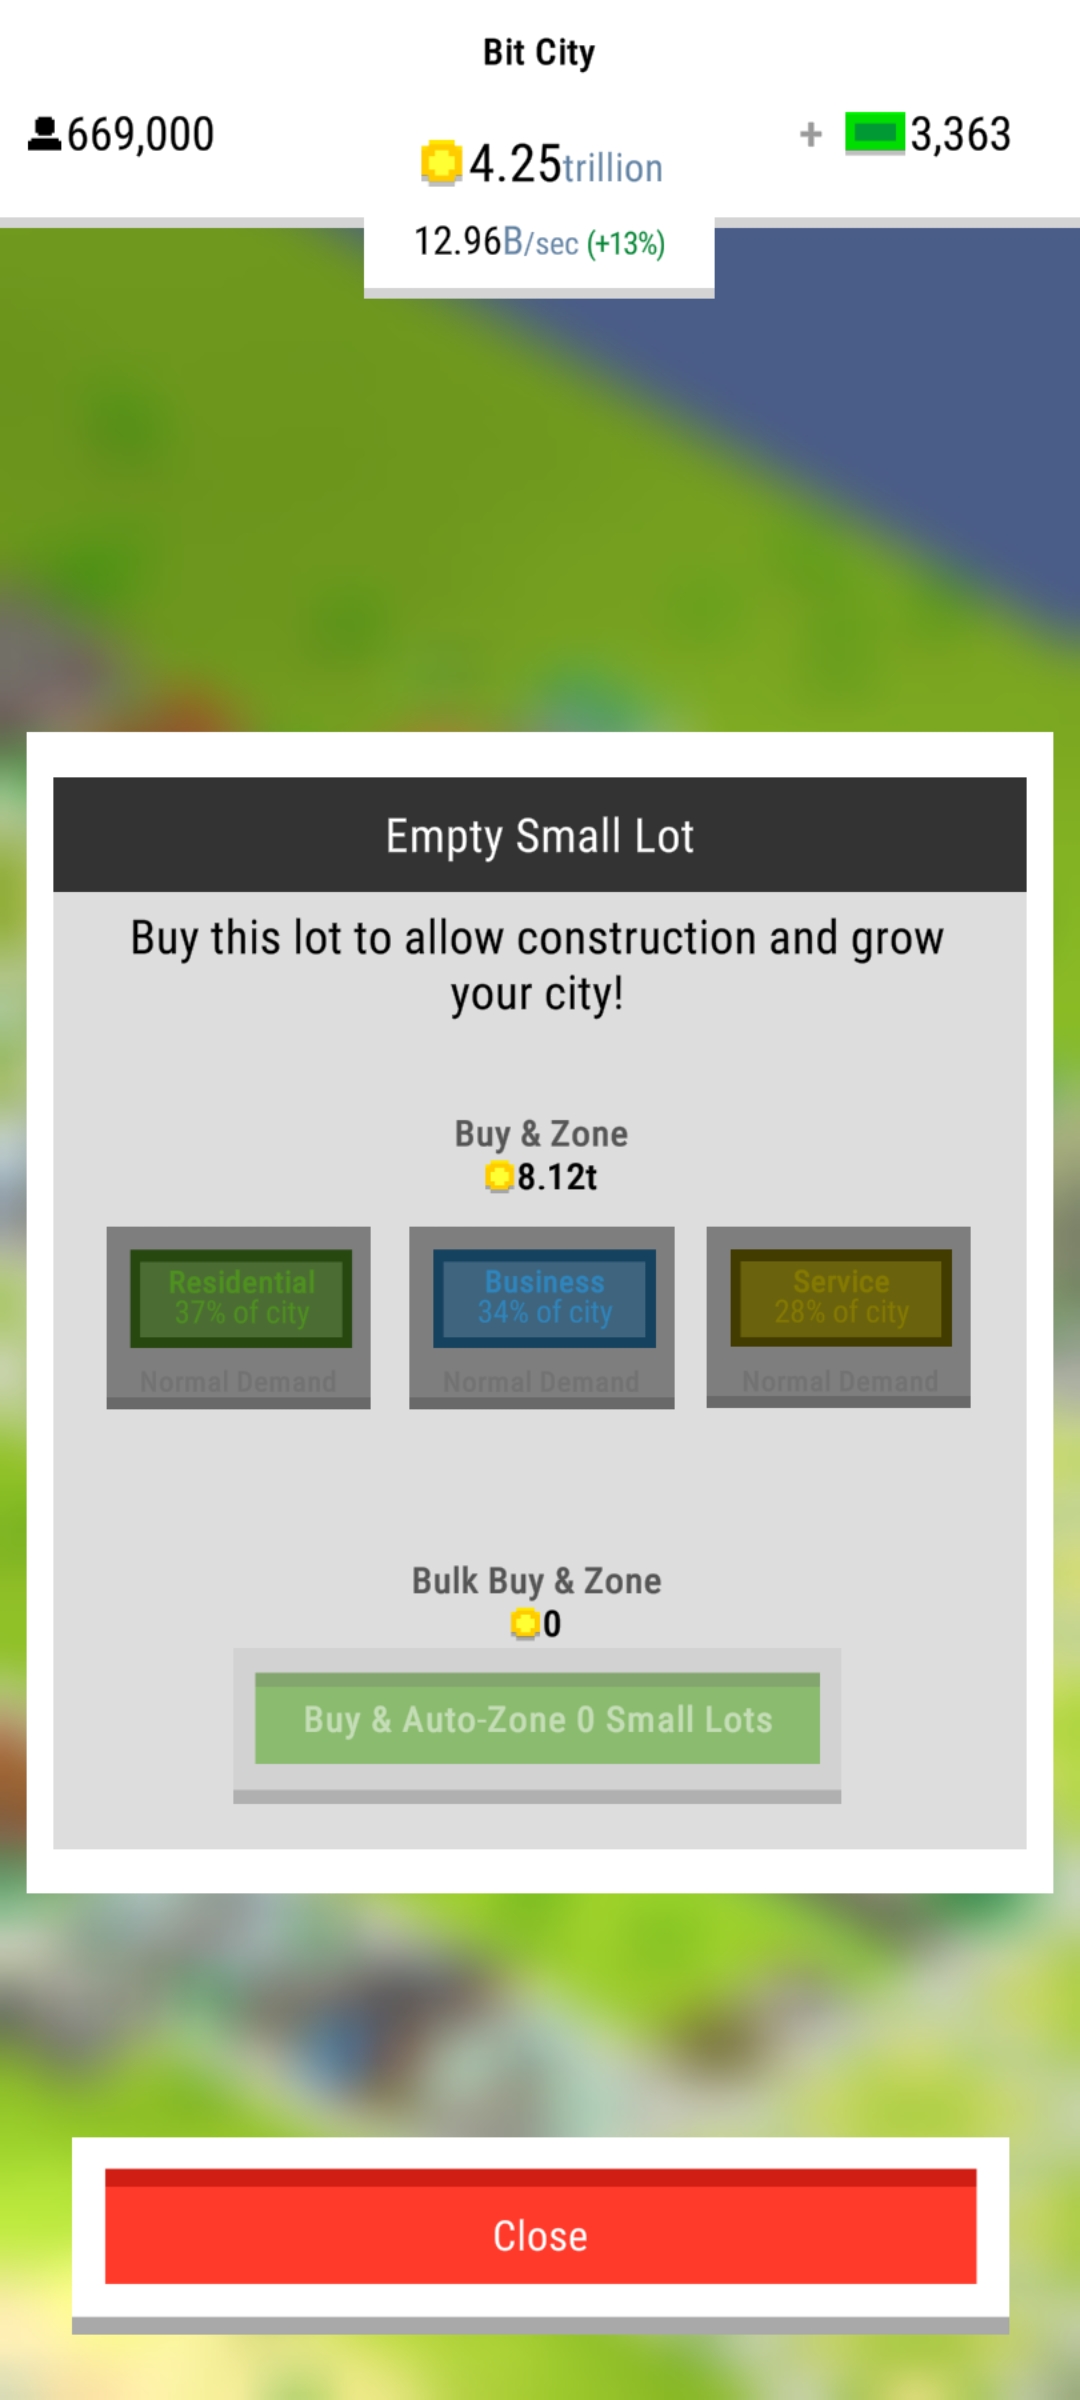 Bit City
669,000
4.25trillion
+ 3,363
12.96B/sec (+13%)
Empty Small Lot
Buy this lot to allow construction and grow
your city!
Buy & Zone
8.12t
Residential
37% of city
Normal Demand
Business
34% of city
Normal Demand
Service
28% of city
Normal Demand
Bulk Buy & Zone
0
Buy & Auto-Zone 0 Small Lots
Close